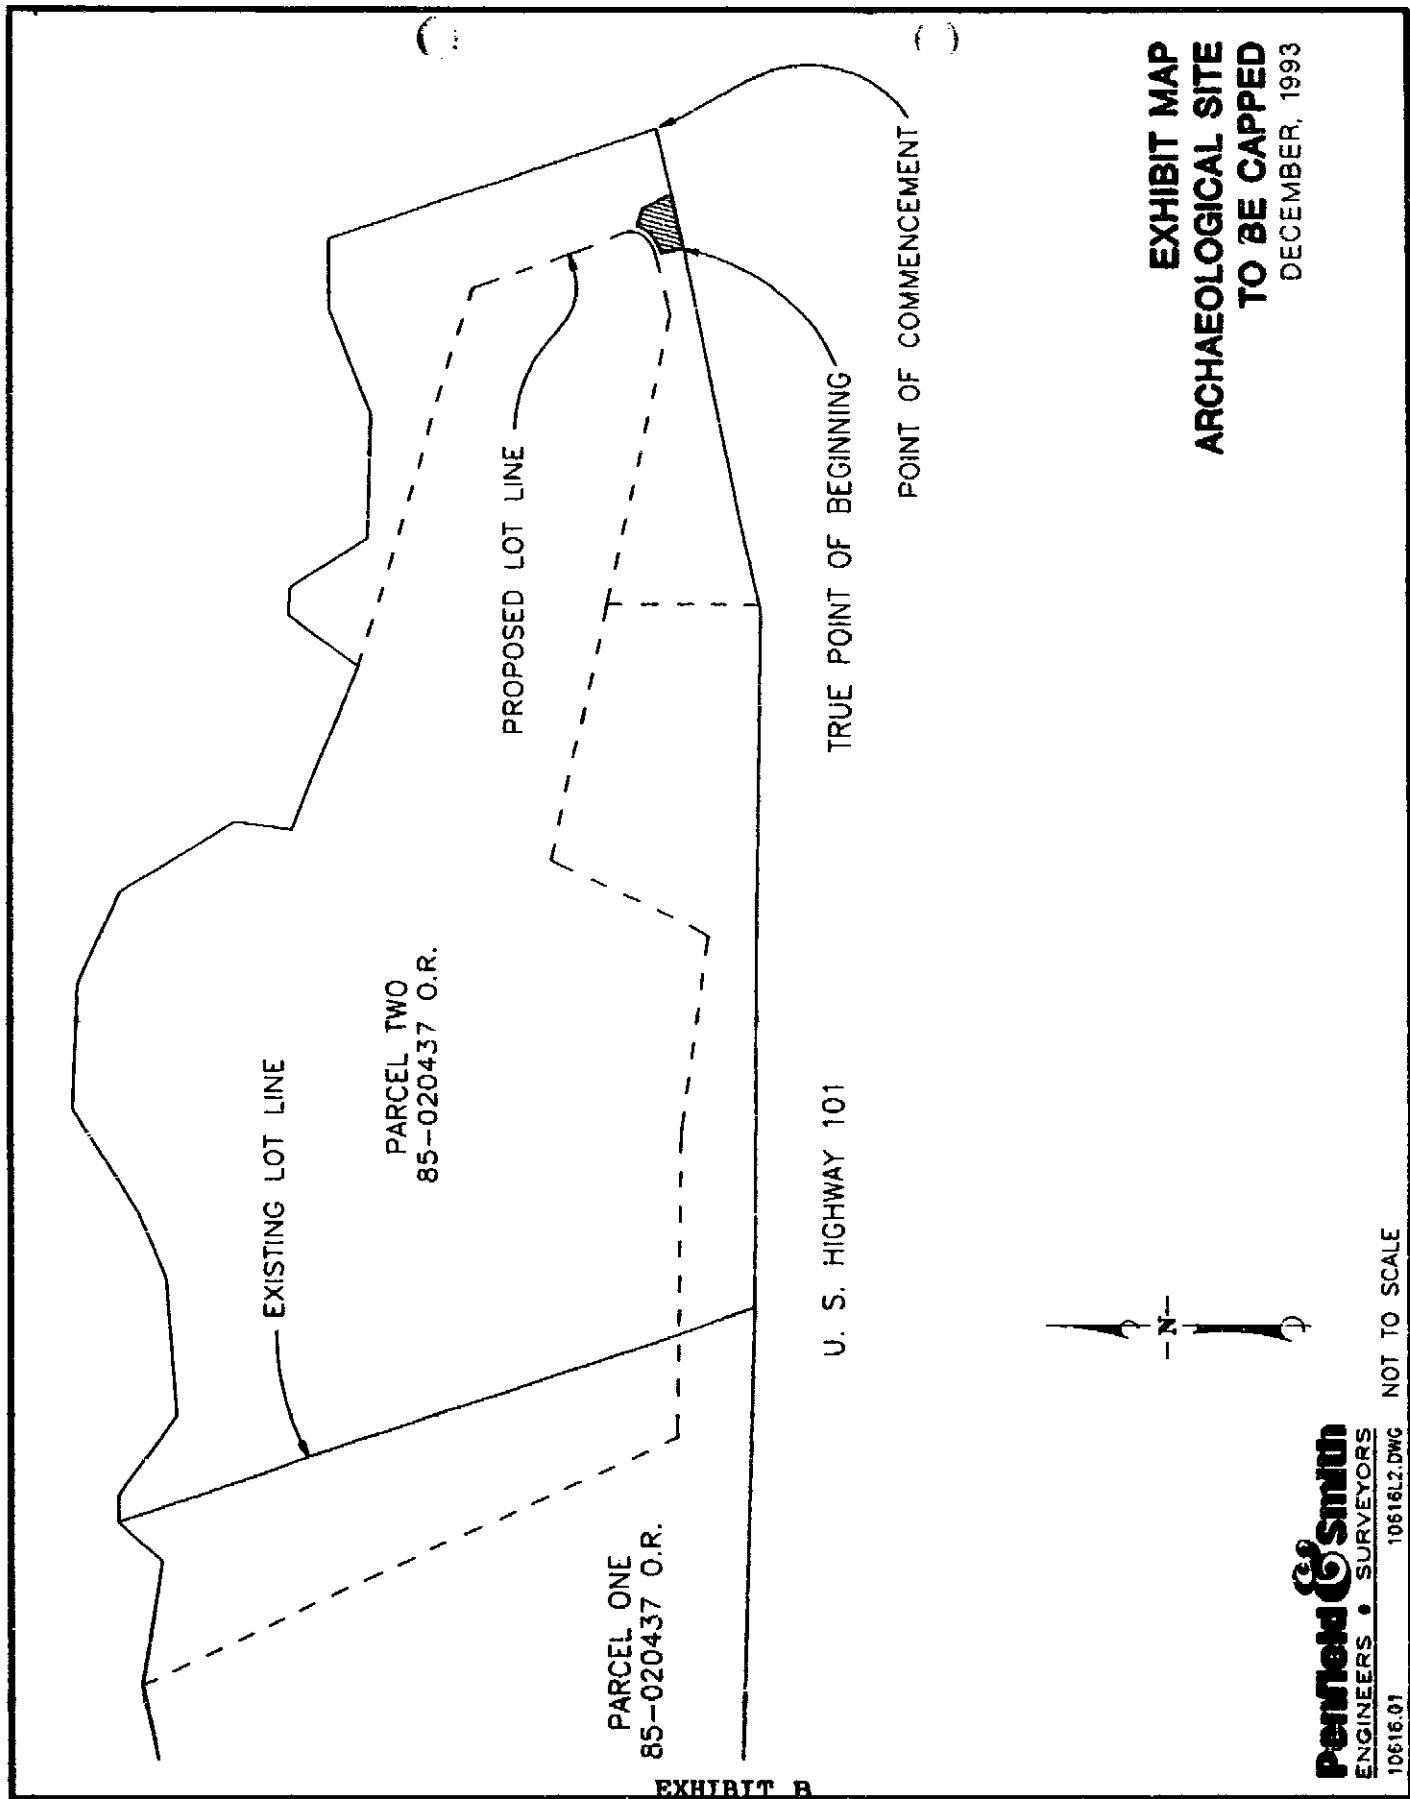 EXHIBIT MAP
ARCHAEOLOGICAL SITE
TO BE CAPPED
DECEMBER, 1993
POINT OF COMMENCEMENT
TRUE POINT OF BEGINNING
PROPOSED LOT LINE
EXISTING LOT LINE
PARCEL TWO
85-020437 O.R.
PARCEL ONE
85-020437 O.R.
U. S. HIGHWAY 101
-N-
NOT TO SCALE
Penfield & Smith
ENGINEERS • SURVEYORS
10616.01 10616L2.DWG
EXHIBIT B